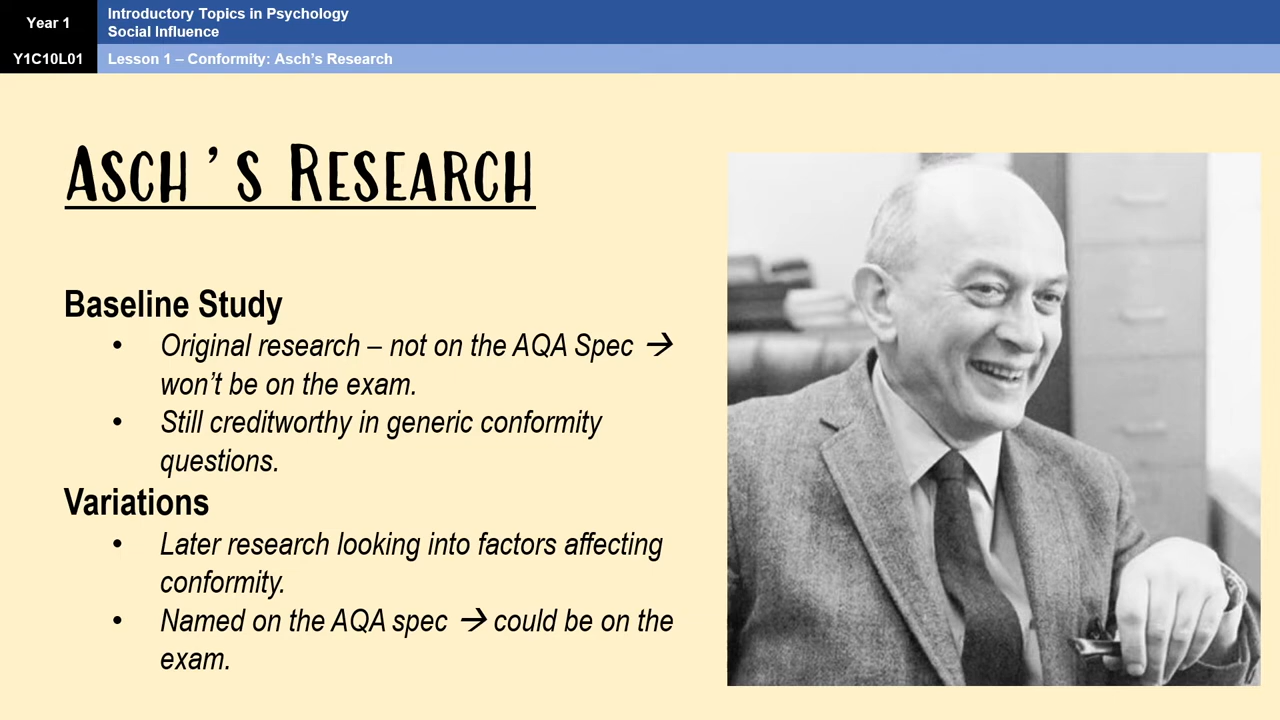 Year 1
Introductory Topics in Psychology
Social Influence
Y1C10L01
Lesson 1 – Conformity: Asch's Research
ASCH'S RESEARCH
Baseline Study
• Original research – not on the AQA Spec →
won't be on the exam.
• Still creditworthy in generic conformity
questions.
Variations
• Later research looking into factors affecting
conformity.
• Named on the AQA spec → could be on the
exam.